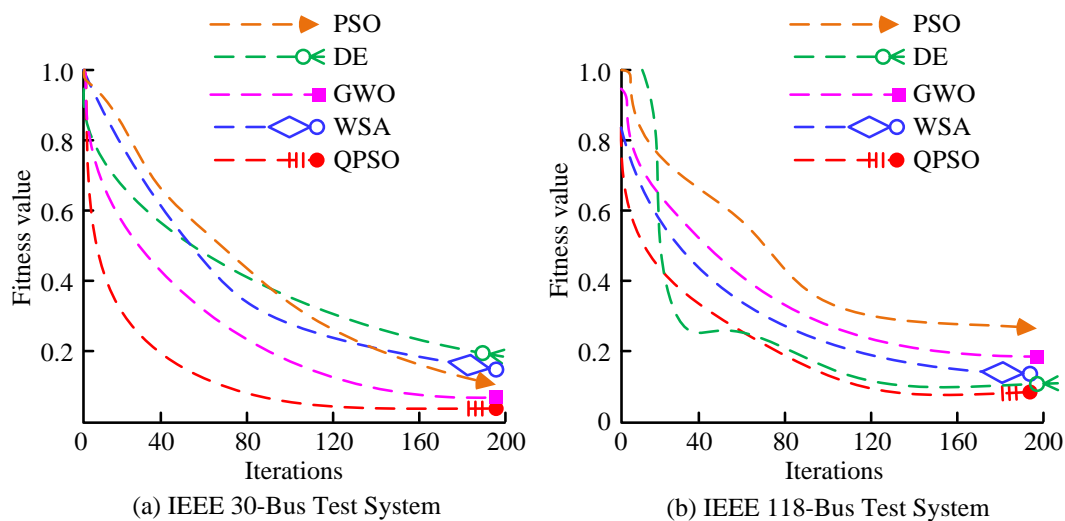 PSO
DE
GWO
WSA
QPSO
1.0
0.8
0.6
0.4
0.2
0
Fitness value
0 40 80 120 160 200
Iterations
(a) IEEE 30-Bus Test System
PSO
DE
GWO
WSA
QPSO
1.0
0.8
0.6
0.4
0.2
0
Fitness value
0 40 80 120 160 200
Iterations
(b) IEEE 118-Bus Test System